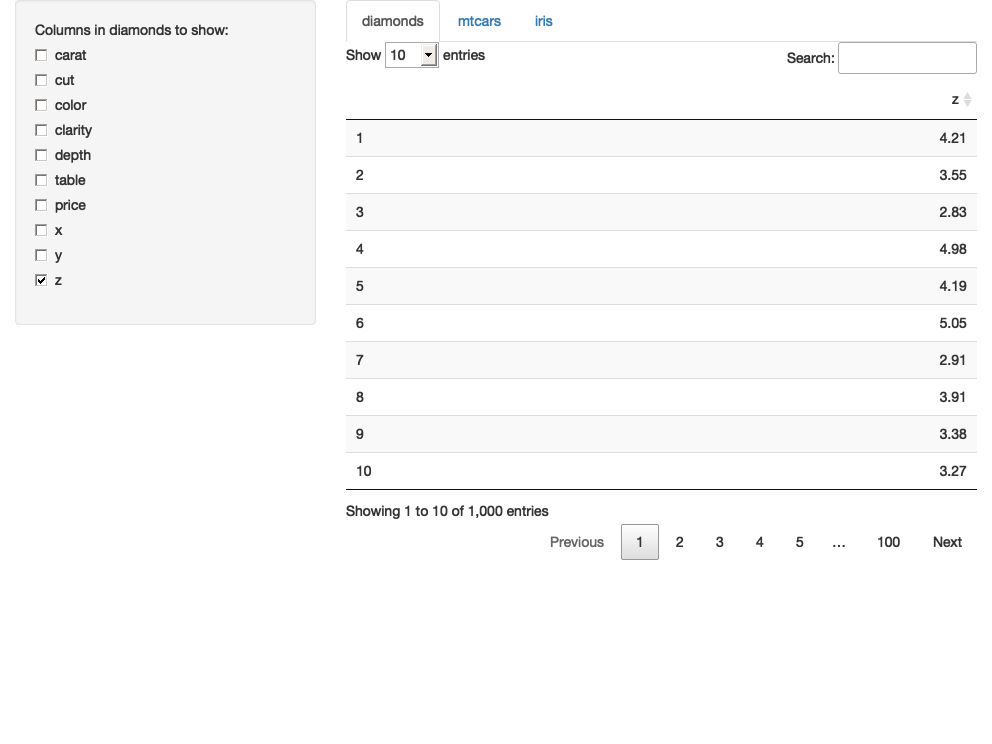 Columns in diamonds to show:
carat
cut
color
clarity
depth
table
price
x
y
z
diamonds mtcars iris
Show 10 entries Search:
z
1 4.21
2 3.55
3 2.83
4 4.98
5 4.19
6 5.05
7 2.91
8 3.91
9 3.38
10 3.27
Showing 1 to 10 of 1,000 entries
Previous 1 2 3 4 5 … 100 Next